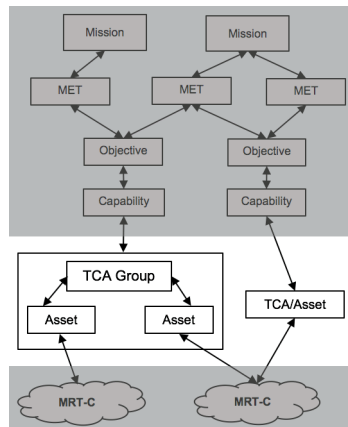 Mission
Mission
MET
MET
MET
Objective
Objective
Capability
Capability
TCA Group
Asset
Asset
TCA/Asset
MRT-C
MRT-C